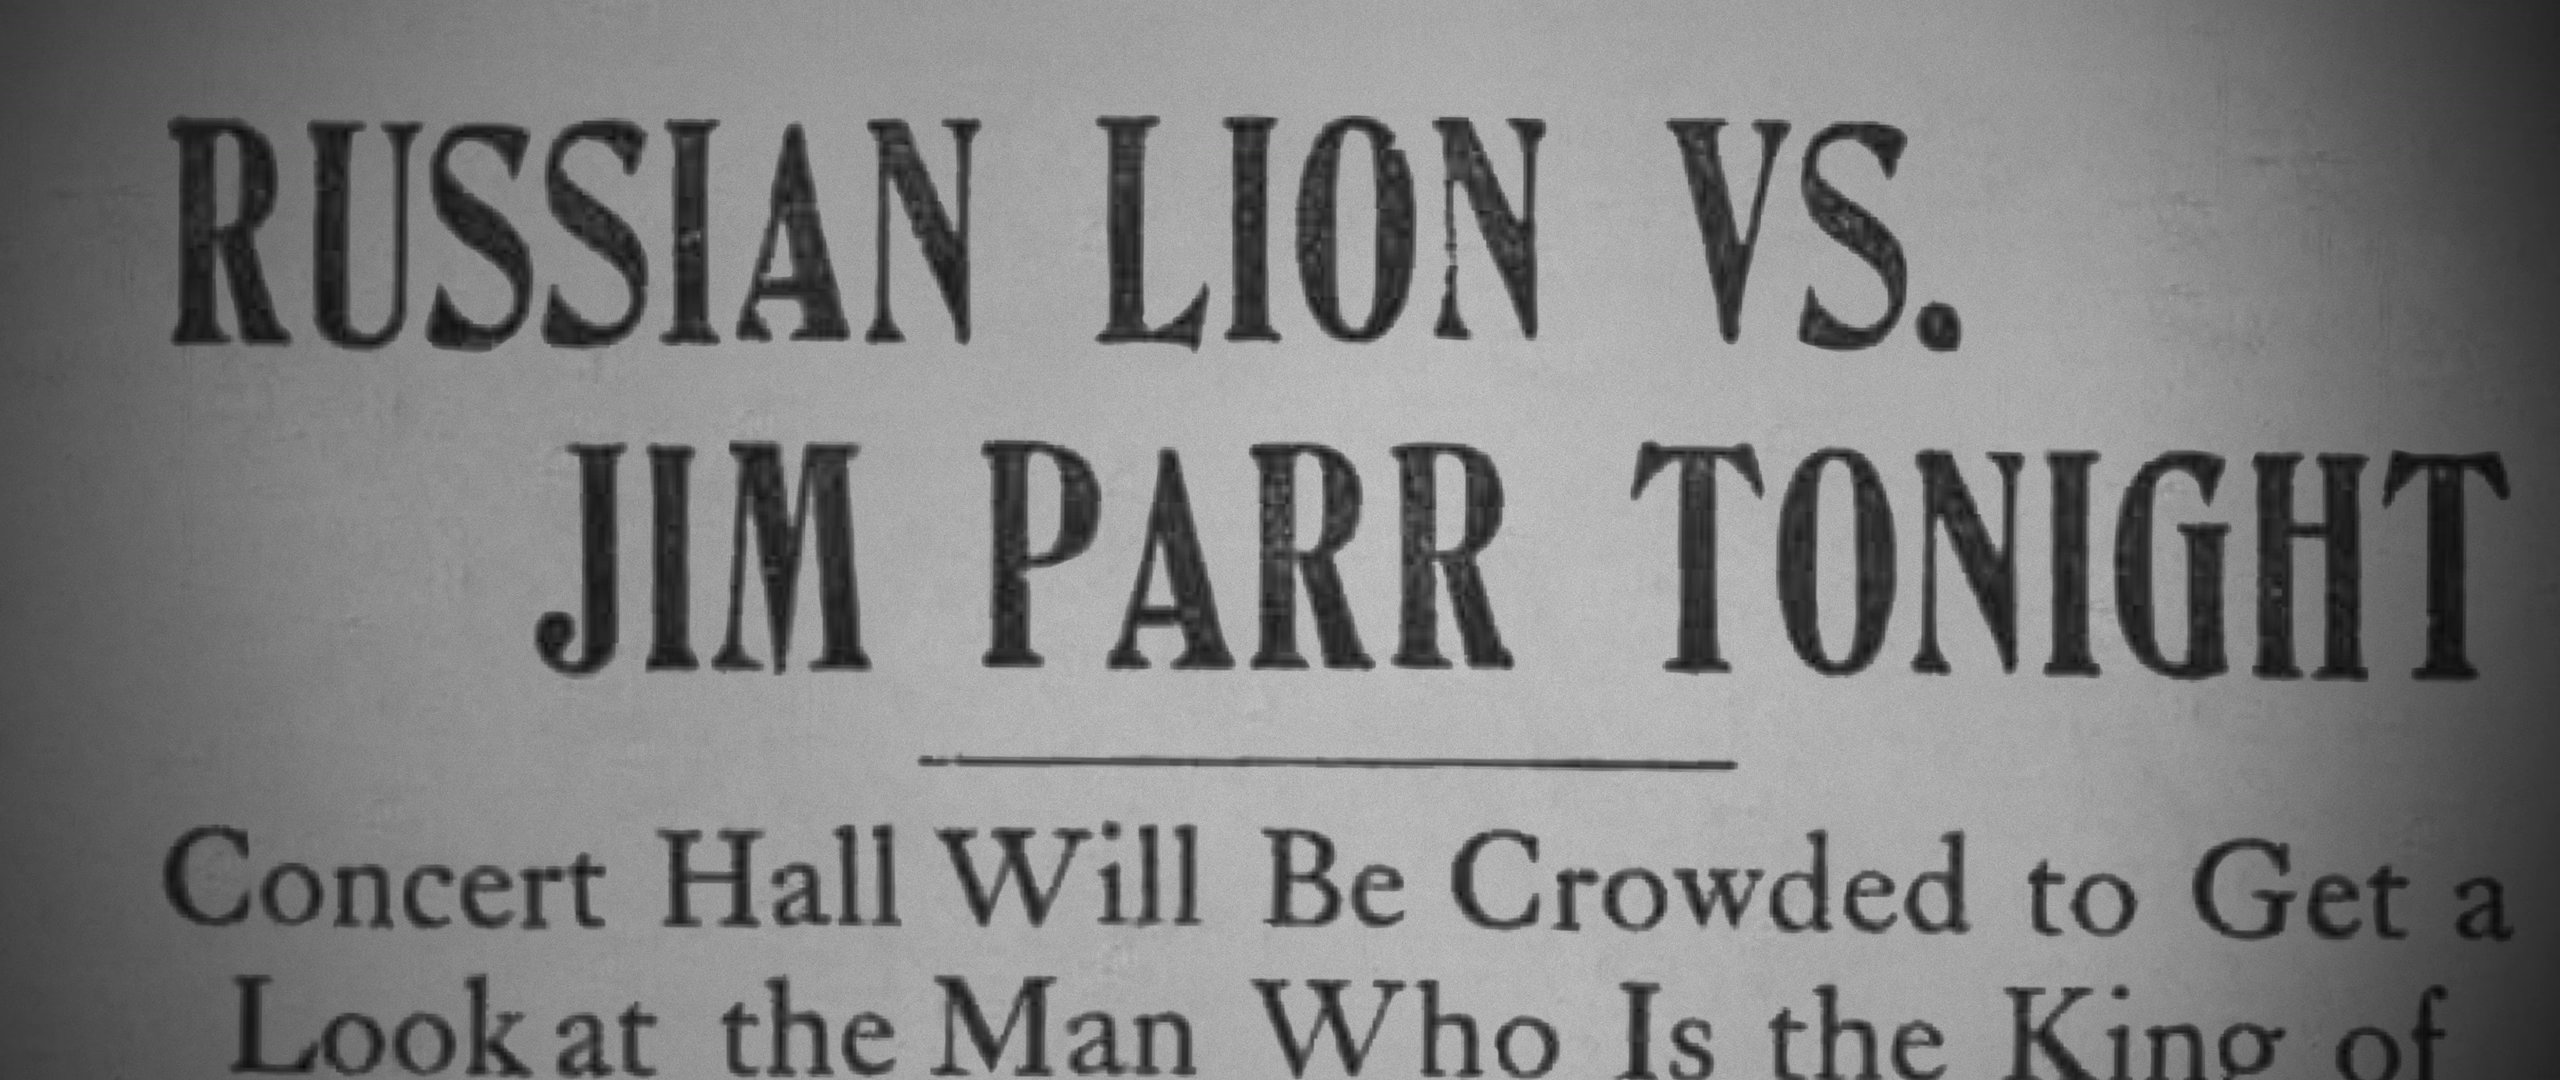 RUSSIAN LION VS.
JIM PARR TONIGHT
Concert Hall Will Be Crowded to Get a
Look at the Man Who Is the King of